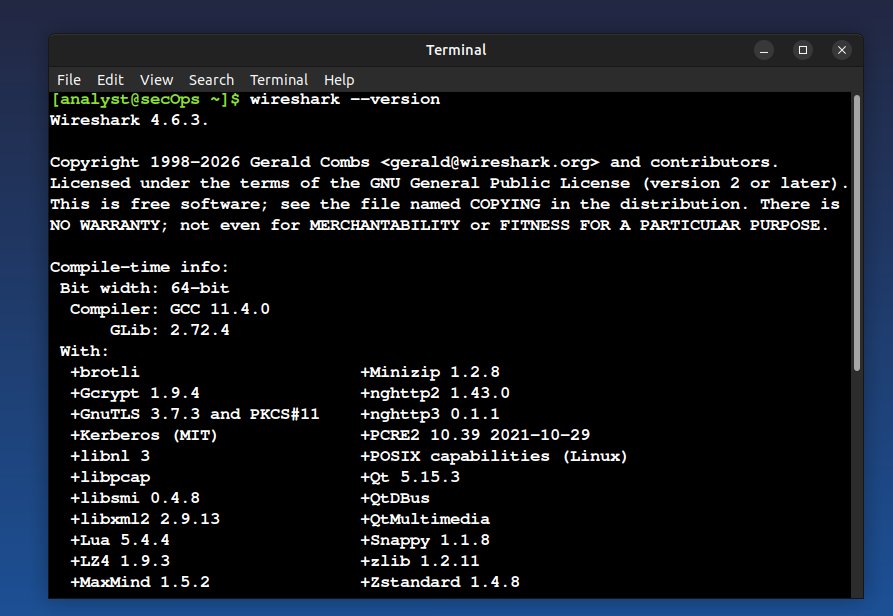 Terminal
File Edit View Search Terminal Help
[analyst@secOps ~]$ wireshark --version
Wireshark 4.6.3.
Copyright 1998-2026 Gerald Combs <gerald@wireshark.org> and contributors.
Licensed under the terms of the GNU General Public License (version 2 or later).
This is free software; see the file named COPYING in the distribution. There is
NO WARRANTY; not even for MERCHANTABILITY or FITNESS FOR A PARTICULAR PURPOSE.
Compile-time info:
Bit width: 64-bit
Compiler: GCC 11.4.0
GLib: 2.72.4
With:
+brotli +Minizip 1.2.8
+Gcrypt 1.9.4 +nghttp2 1.43.0
+GnuTLS 3.7.3 and PKCS#11 +nghttp3 0.1.1
+Kerberos (MIT) +PCRE2 10.39 2021-10-29
+libnl 3 +POSIX capabilities (Linux)
+libpcap +Qt 5.15.3
+libsmi 0.4.8 +QtDBus
+libxml2 2.9.13 +QtMultimedia
+Lua 5.4.4 +Snappy 1.1.8
+LZ4 1.9.3 +zlib 1.2.11
+MaxMind 1.5.2 +Zstandard 1.4.8